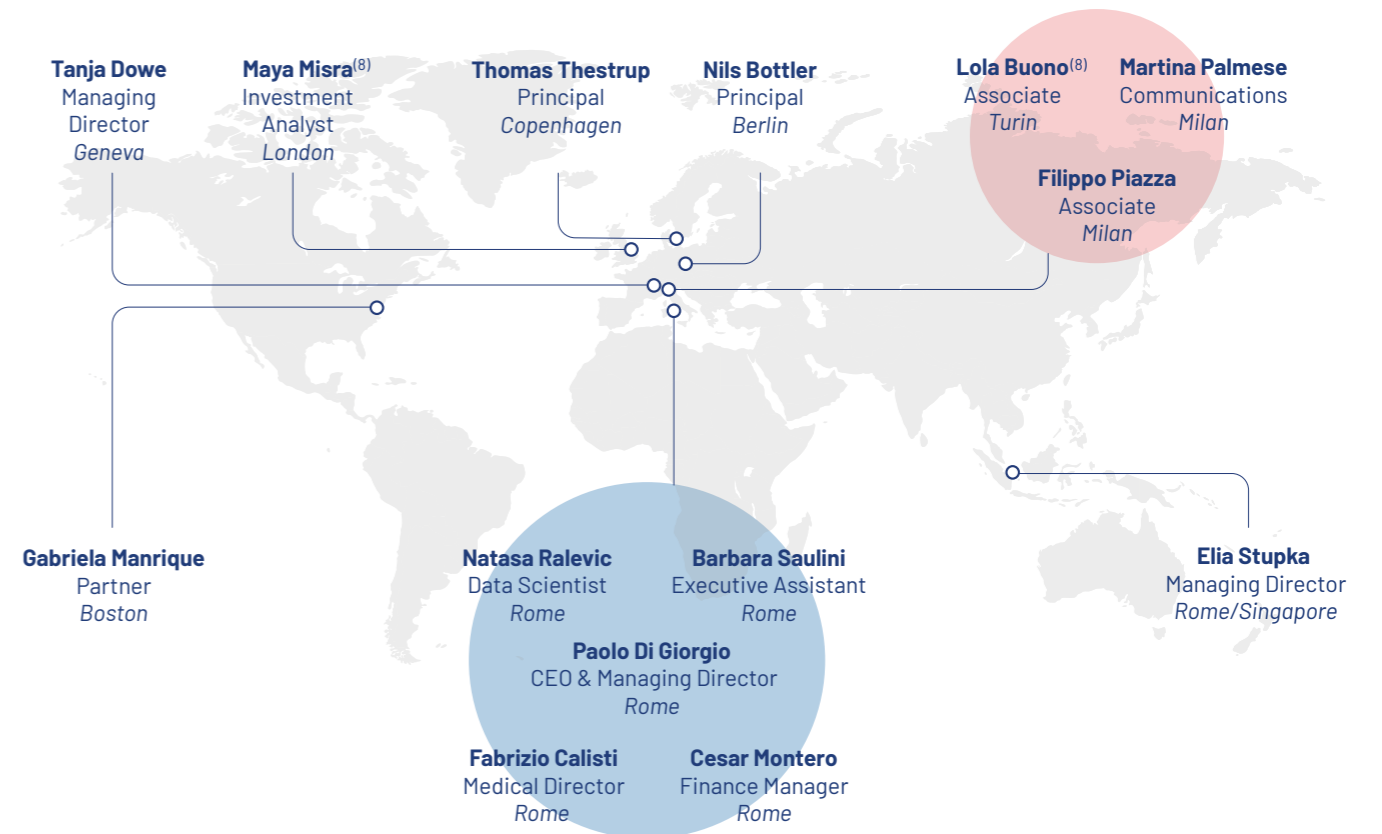 Tanja Dowe
Managing
Director
Geneva
Maya Misra(8)
Investment
Analyst
London
Thomas Thestrup
Principal
Copenhagen
Nils Bottler
Principal
Berlin
Lola Buono(8)
Associate
Turin
Martina Palmese
Communications
Milan
Filippo Piazza
Associate
Milan
Gabriela Manrique
Partner
Boston
Natasa Ralevic
Data Scientist
Rome
Barbara Saulini
Executive Assistant
Rome
Elia Stupka
Managing Director
Rome/Singapore
Paolo Di Giorgio
CEO & Managing Director
Rome
Fabrizio Calisti
Medical Director
Rome
Cesar Montero
Finance Manager
Rome